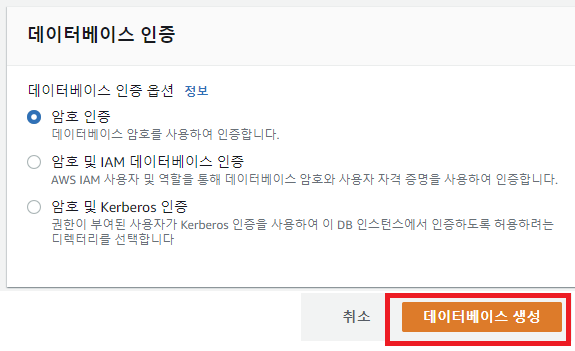 데이터베이스 인증
데이터베이스 인증 옵션 정보
암호 인증
데이터베이스 암호를 사용하여 인증합니다.
암호 및 IAM 데이터베이스 인증
AWS IAM 사용자 및 역할을 통해 데이터베이스 암호와 사용자 자격 증명을 사용하여 인증합니다.
암호 및 Kerberos 인증
권한이 부여된 사용자가 Kerberos 인증을 사용하여 이 DB 인스턴스에서 인증하도록 허용하려는
디렉터리를 선택합니다
취소 데이터베이스 생성